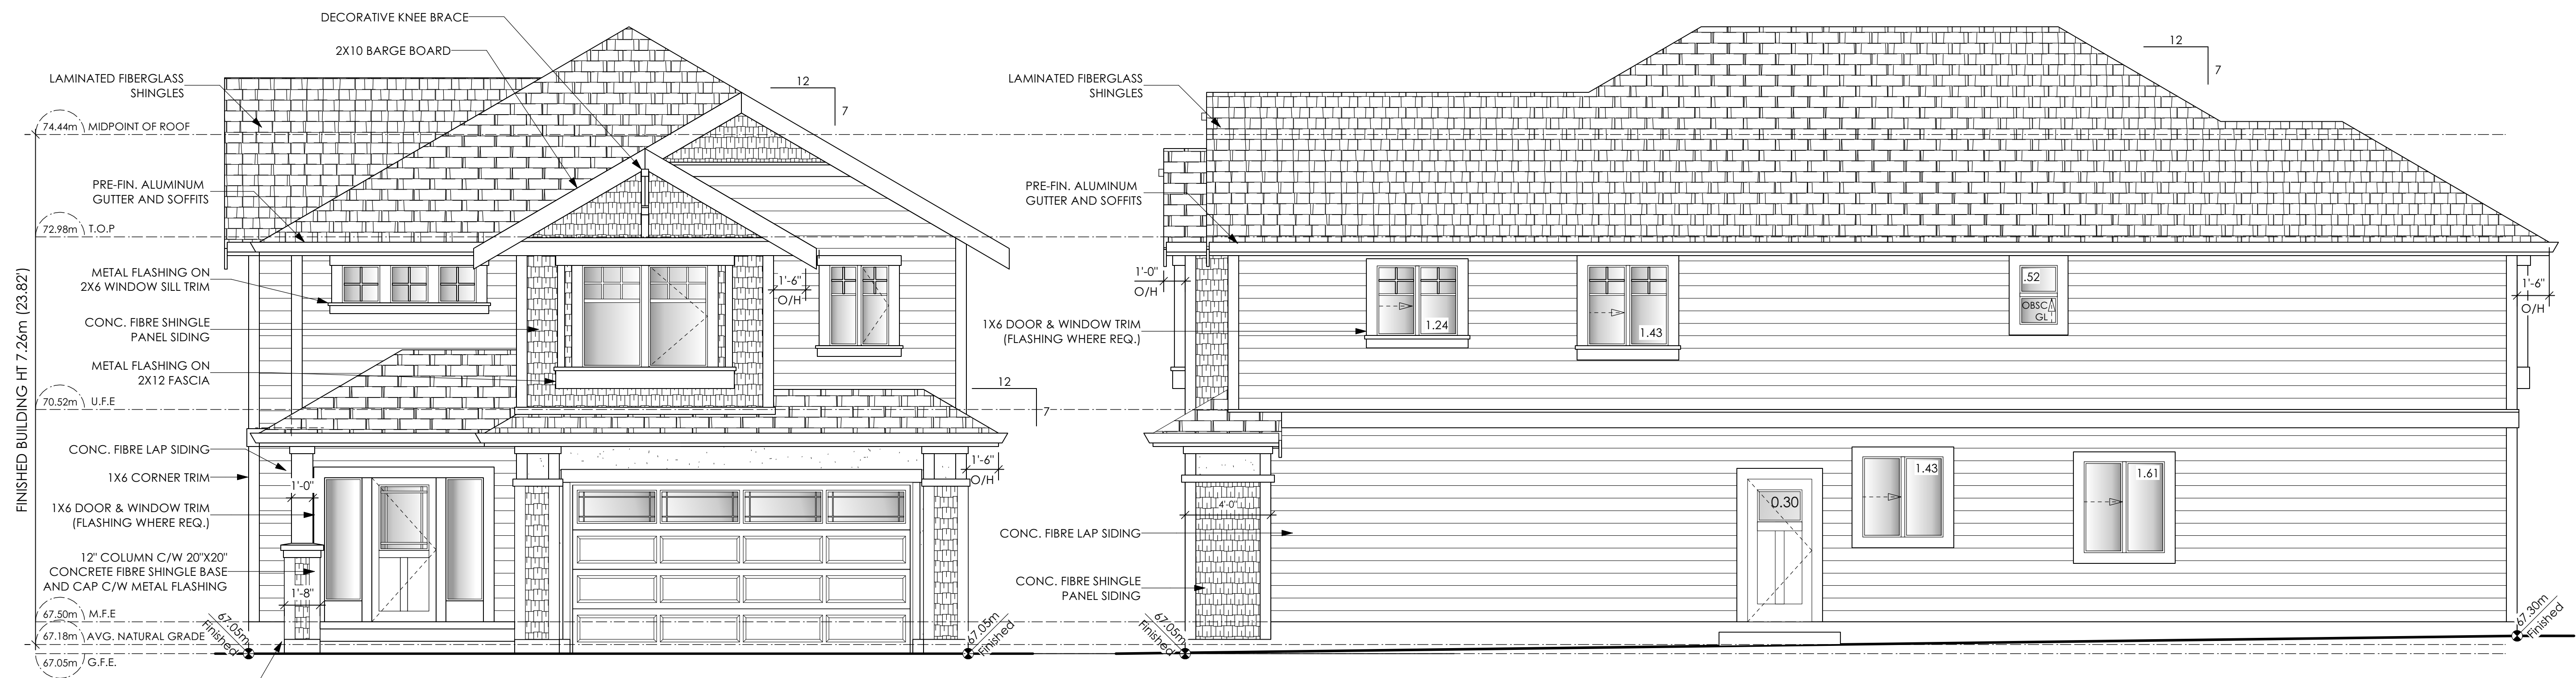 DECORATIVE KNEE BRACE
2X10 BARGE BOARD
LAMINATED FIBERGLASS
SHINGLES
12
7
74.44m
MIDPOINT OF ROOF
PRE-FIN. ALUMINUM
GUTTER AND SOFFITS
72.98m
T.O.P
METAL FLASHING ON
2X6 WINDOW SILL TRIM
1'-6"
O/H
CONC. FIBRE SHINGLE
PANEL SIDING
METAL FLASHING ON
2X12 FASCIA
12
7
70.52m
U.F.E
FINISHED BUILDING HT 7.26m (23.82')
CONC. FIBRE LAP SIDING
1X6 CORNER TRIM
1'-0"
1'-6"
O/H
1X6 DOOR & WINDOW TRIM
(FLASHING WHERE REQ.)
12" COLUMN C/W 20"X20"
CONCRETE FIBRE SHINGLE BASE
AND CAP C/W METAL FLASHING
1'-8"
67.50m
M.F.E
67.18m
AVG. NATURAL GRADE
67.05m
G.F.E.
67.05m
Finished
67.05m
Finished
LAMINATED FIBERGLASS
SHINGLES
12
7
PRE-FIN. ALUMINUM
GUTTER AND SOFFITS
1'-0"
O/H
.52
OBSC
GL
1'-6"
O/H
1X6 DOOR & WINDOW TRIM
(FLASHING WHERE REQ.)
1.24
1.43
1.43
1.61
0.30
4'-0"
CONC. FIBRE LAP SIDING
CONC. FIBRE SHINGLE
PANEL SIDING
67.05m
Finished
67.30m
Finished